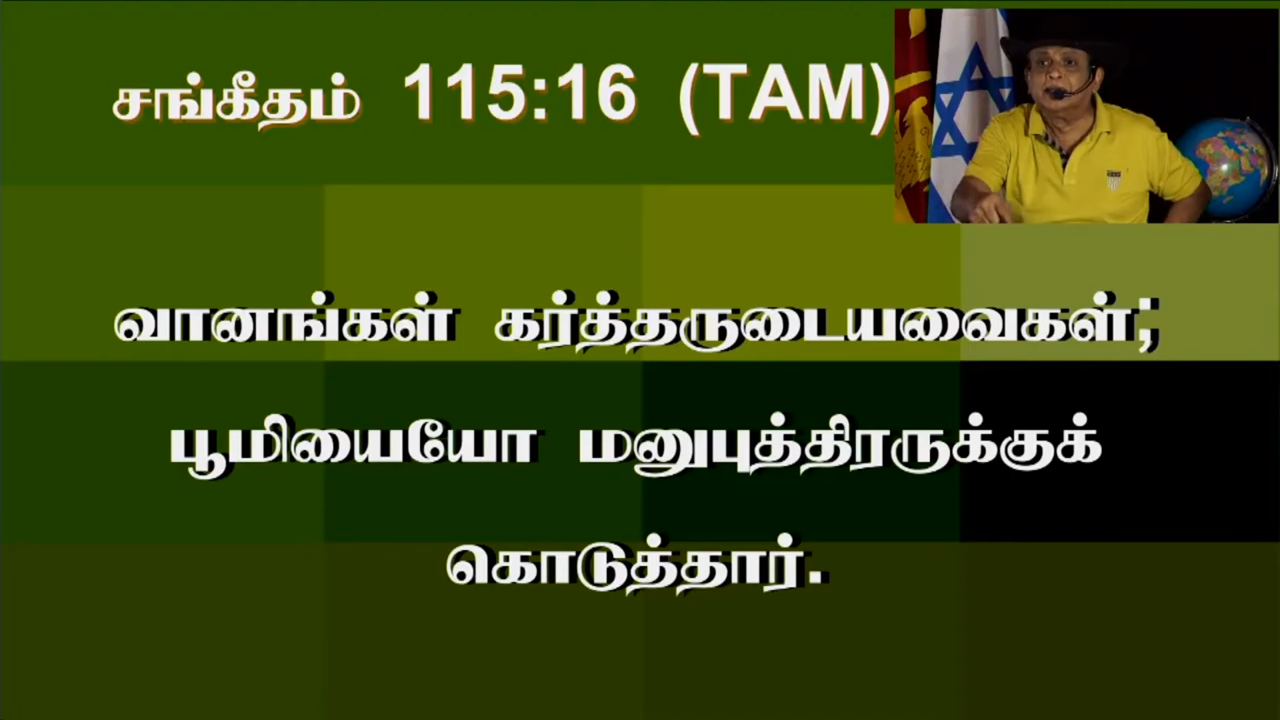 சங்கீதம் 115:16 (TAM)
வானங்கள் கர்த்தருடையவைகள்;
பூமியையோ மனுபுத்திரருக்குக்
கொடுத்தார்.